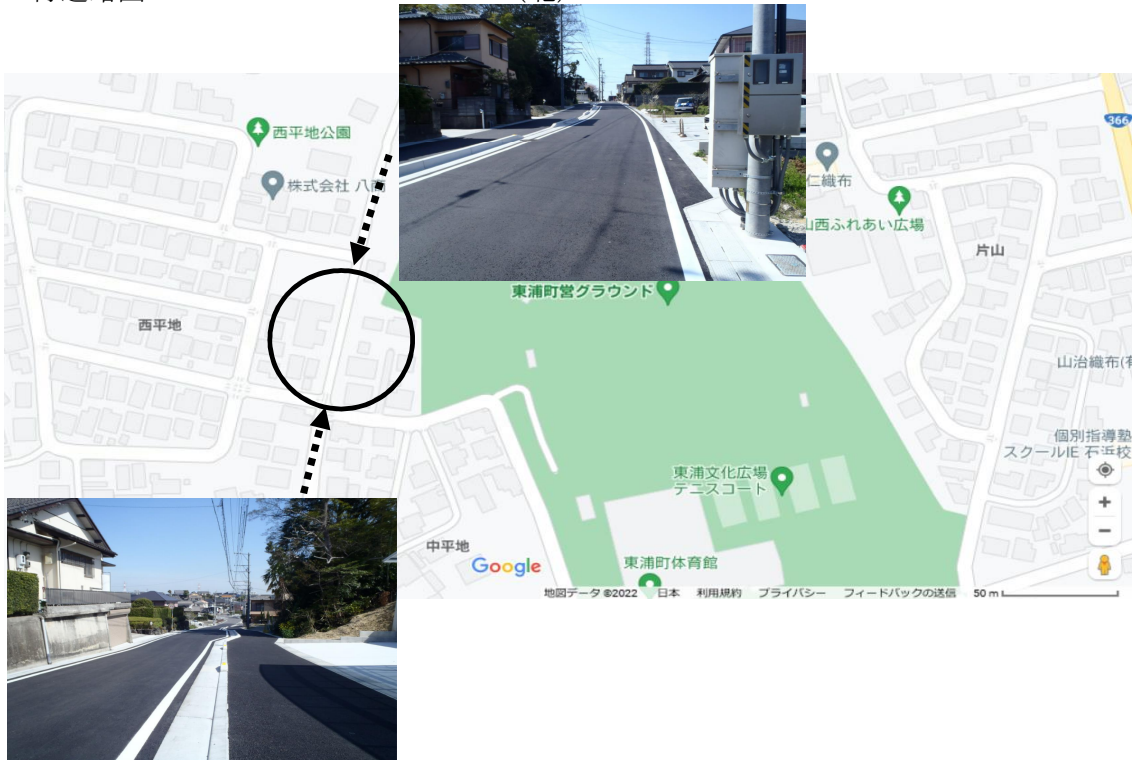 (北)
西平地公園
366
株式会社 八
仁織布
山西ふれあい広場
片山
東浦町営グラウンド
西平地
山治織布(有
個別指導塾
スクールIE 石浜校
東浦文化広場
テニスコート
中平地
Google
東浦町体育館
地図データ ©2022 日本 利用規約 プライバシー フィードバックの送信 50 m